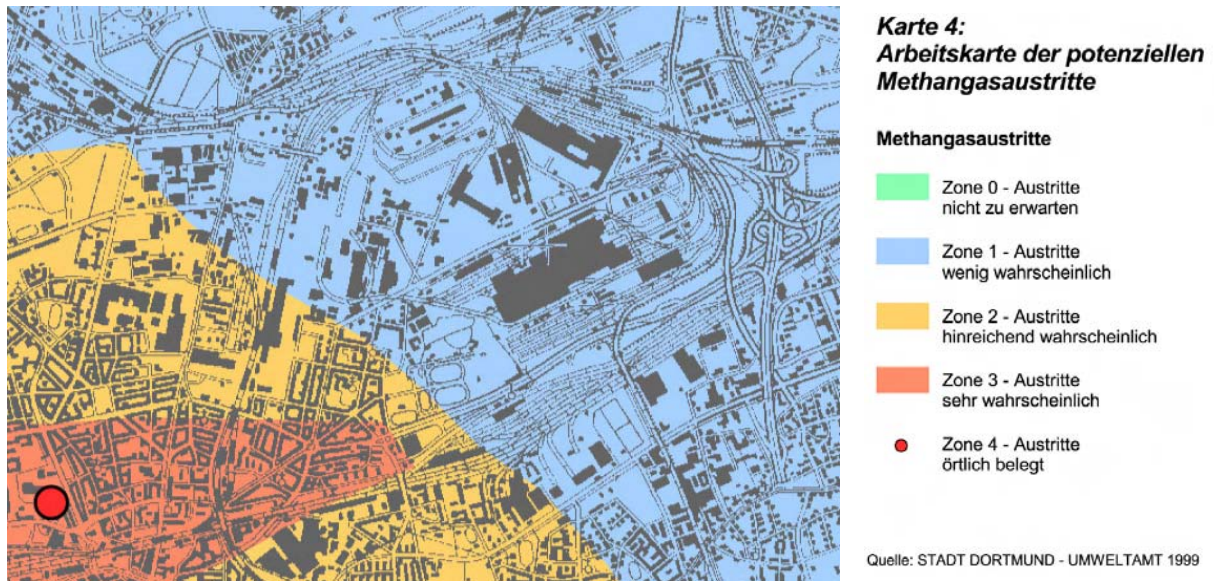 Karte 4:
Arbeitskarte der potenziellen
Methangasaustritte
Methangasaustritte
Zone 0 - Austritte
nicht zu erwarten
Zone 1 - Austritte
wenig wahrscheinlich
Zone 2 - Austritte
hinreichend wahrscheinlich
Zone 3 - Austritte
sehr wahrscheinlich
Zone 4 - Austritte
örtlich belegt
Quelle: STADT DORTMUND - UMWELTAMT 1999